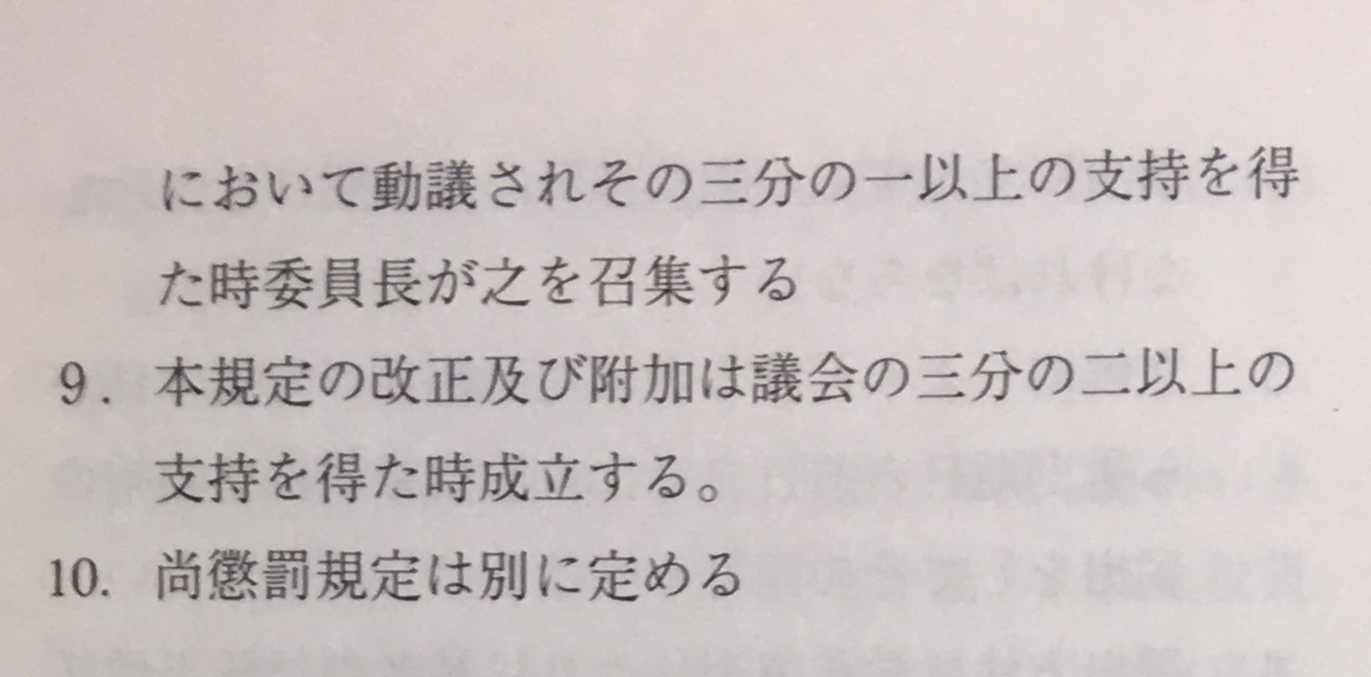 において動議されその三分の一以上の支持を得
た時委員長が之を召集する
9. 本規定の改正及び附加は議会の三分の二以上の
支持を得た時成立する。
10. 尚懲罰規定は別に定める